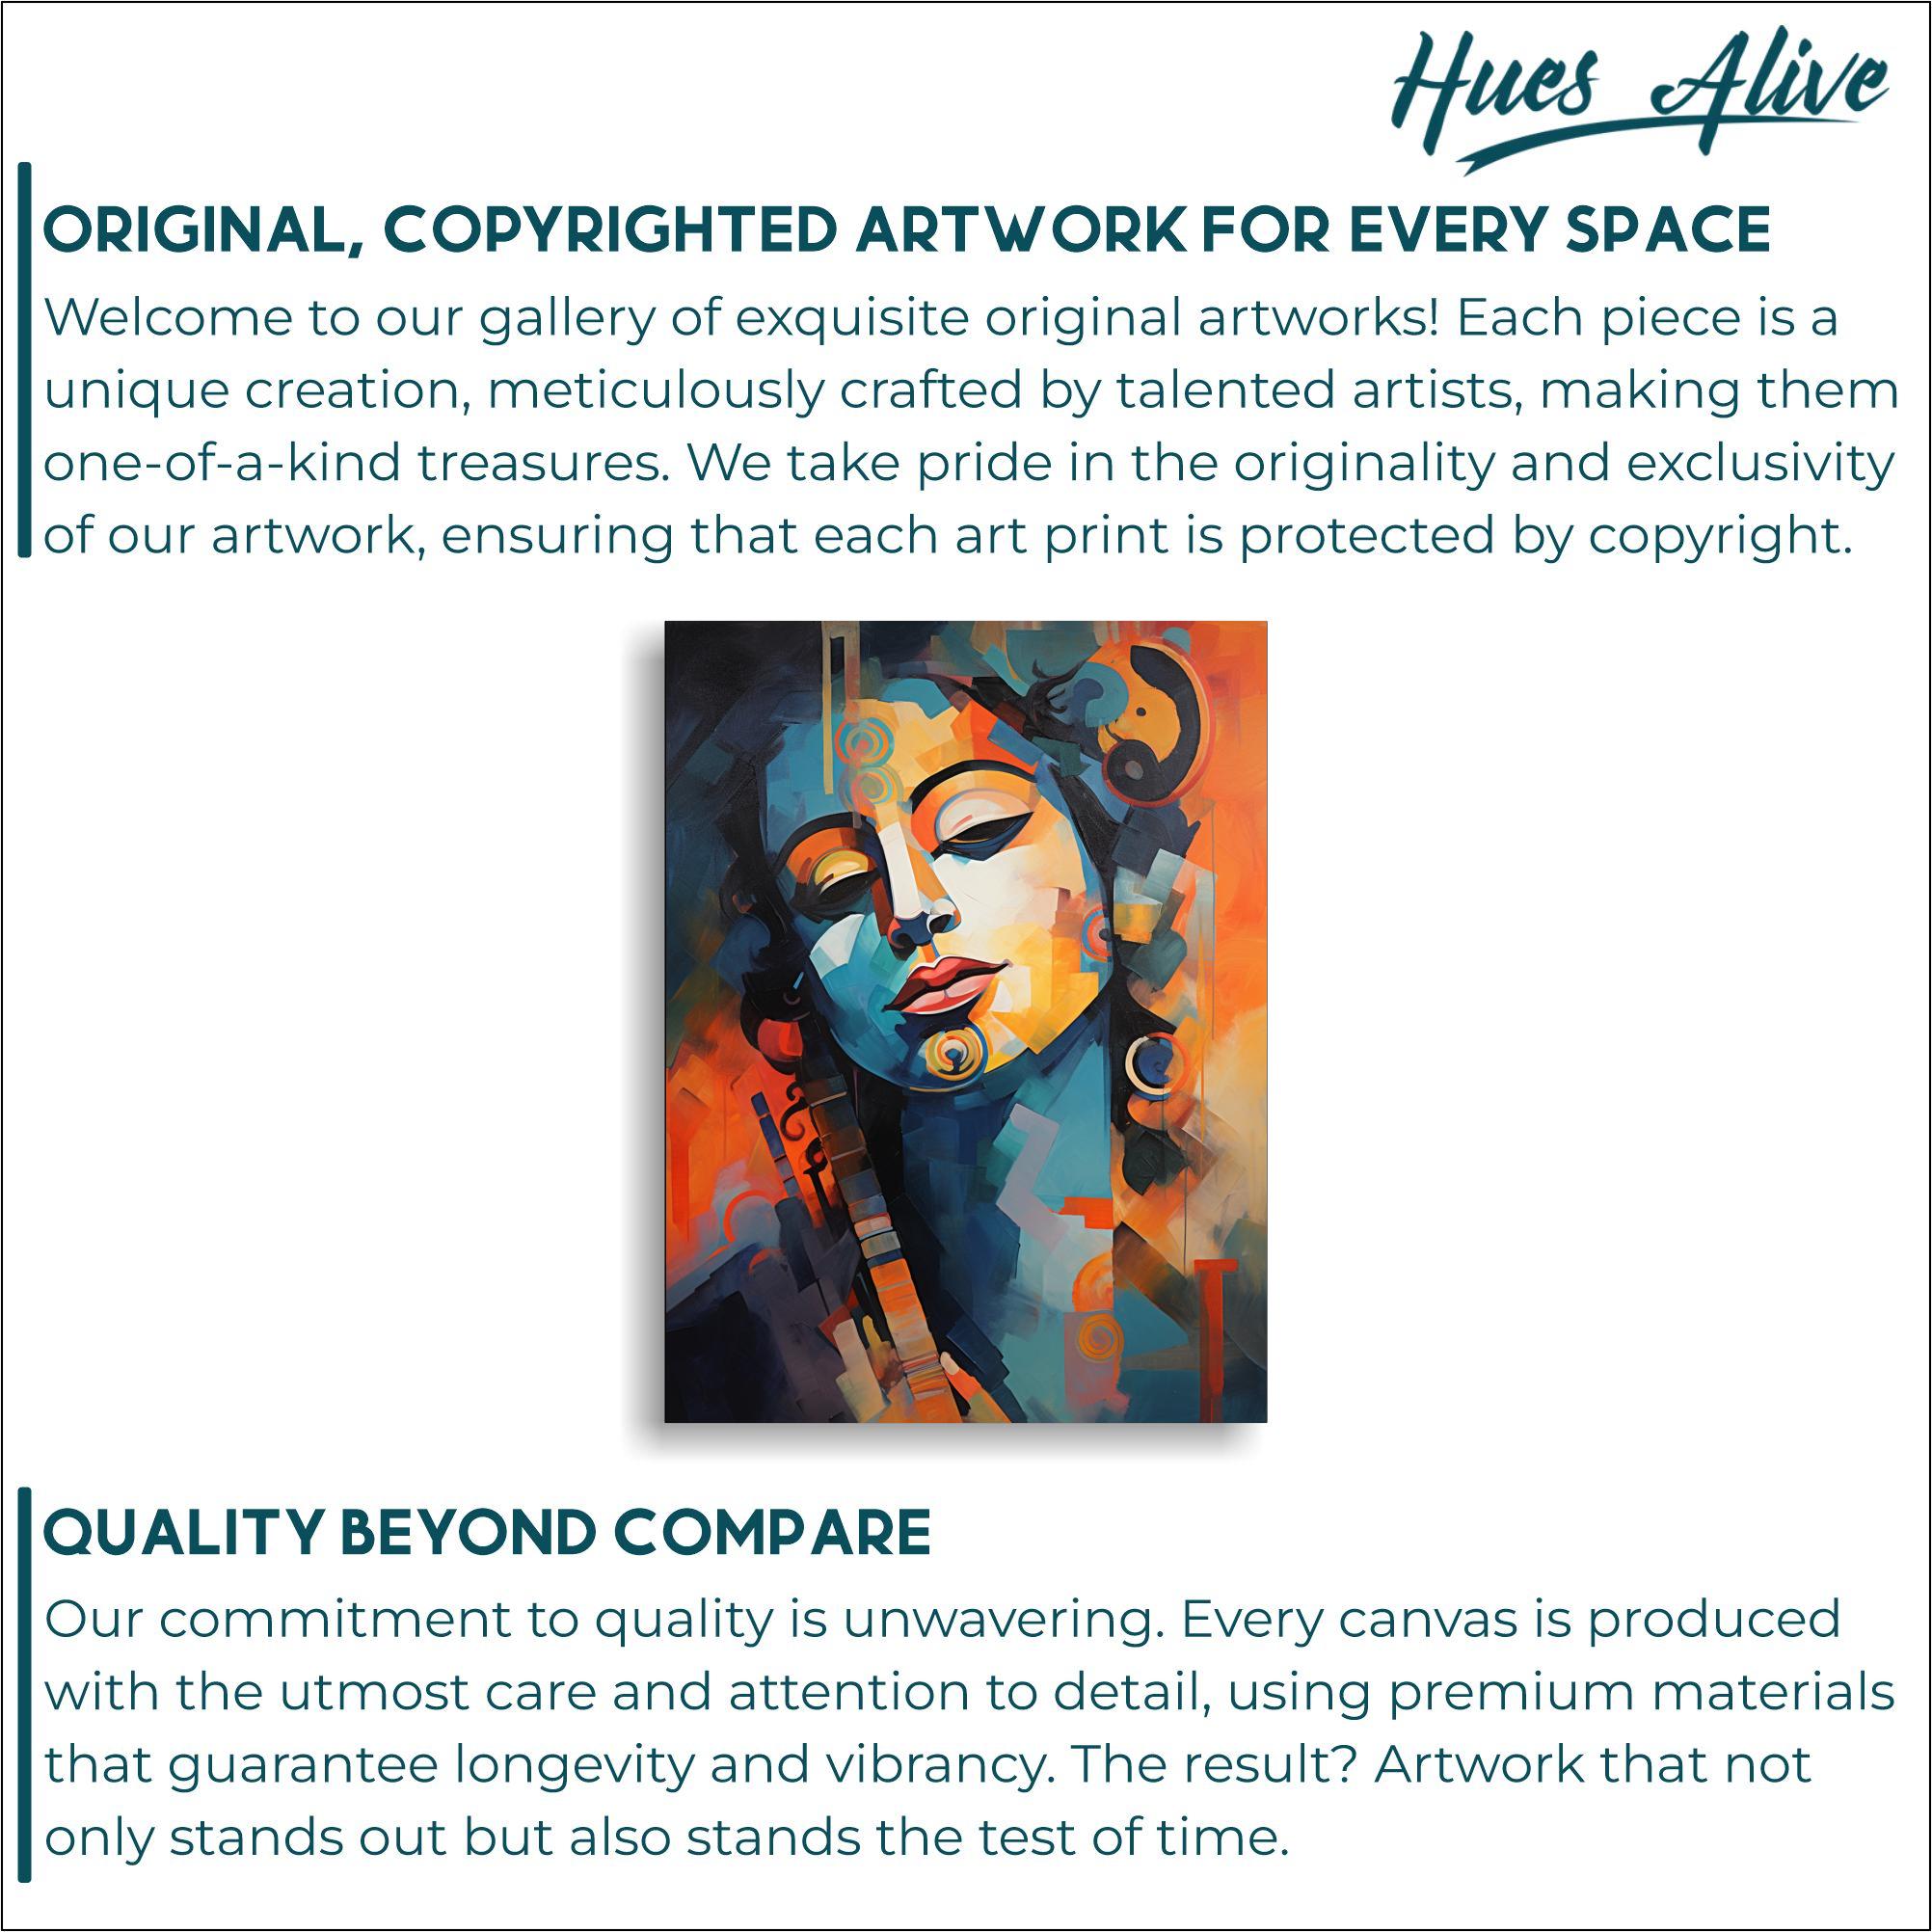 Hues Alive
ORIGINAL, COPYRIGHTED ARTWORK FOR EVERY SPACE
Welcome to our gallery of exquisite original artworks! Each piece is a
unique creation, meticulously crafted by talented artists, making them
one-of-a-kind treasures. We take pride in the originality and exclusivity
of our artwork, ensuring that each art print is protected by copyright.
QUALITY BEYOND COMPARE
Our commitment to quality is unwavering. Every canvas is produced
with the utmost care and attention to detail, using premium materials
that guarantee longevity and vibrancy. The result? Artwork that not
only stands out but also stands the test of time.